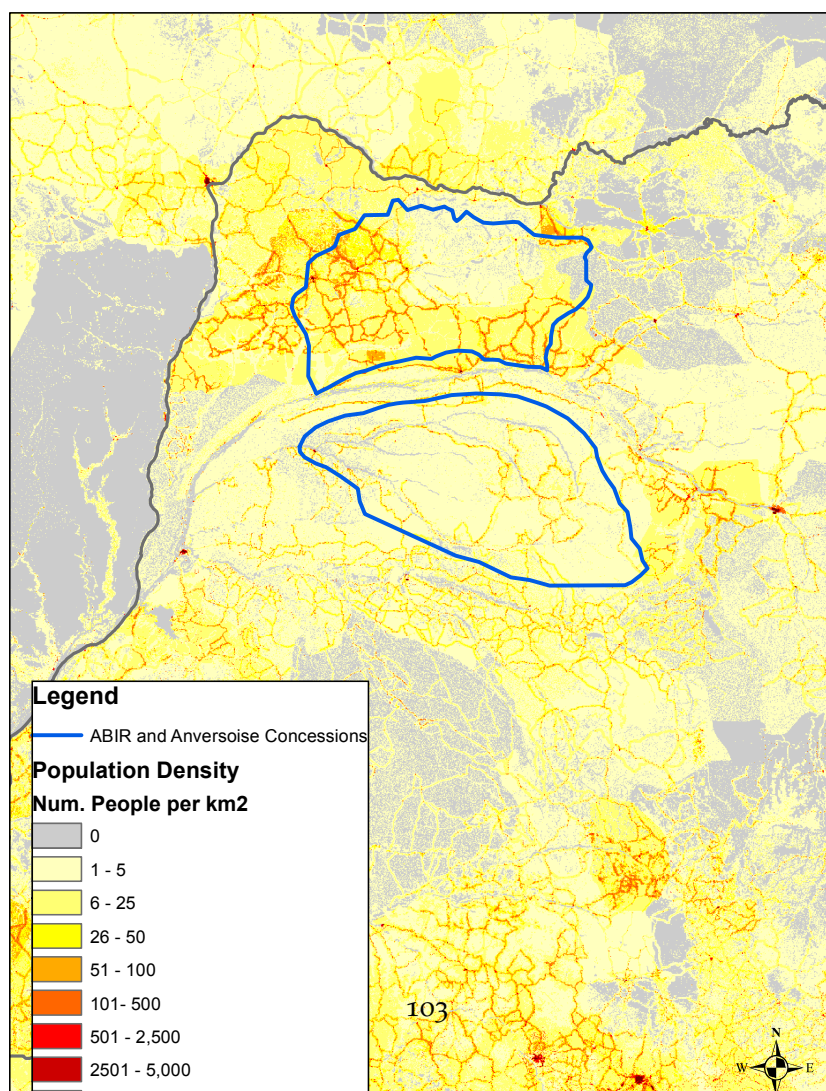 Legend
ABIR and Anversoise Concessions
Population Density
Num. People per km2
0
1 - 5
6 - 25
26 - 50
51 - 100
101- 500
501 - 2,500
2501 - 5,000
103
N
W E
S